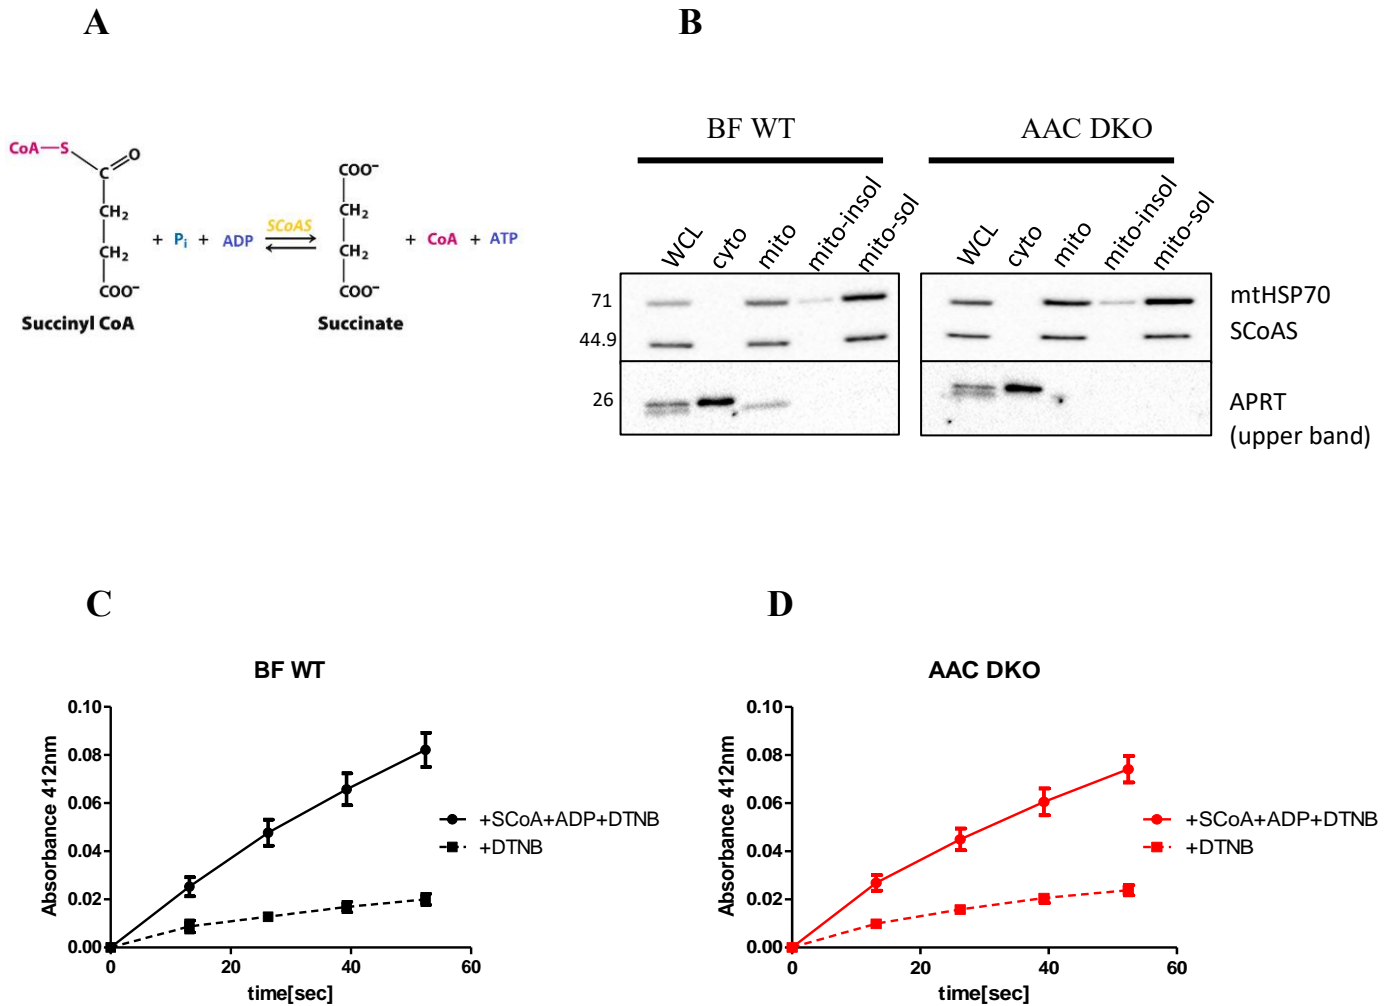 A
CoA—S
O
C
CH2
CH2
COO−
Succinyl CoA
+ Pi + ADP
SCoAS
COO−
CH2
CH2
COO−
Succinate
+ CoA + ATP
B
BF WT
AAC DKO
WCL
cyto
mito
mito-insol
mito-sol
WCL
cyto
mito
mito-insol
mito-sol
71
44.9
26
mtHSP70
SCoAS
APRT
(upper band)
C
BF WT
Absorbance 412nm
0.10
0.08
0.06
0.04
0.02
0.00
0
20
40
60
time[sec]
+SCoA+ADP+DTNB
+DTNB
D
AAC DKO
Absorbance 412nm
0.10
0.08
0.06
0.04
0.02
0.00
0
20
40
60
time[sec]
+SCoA+ADP+DTNB
+DTNB